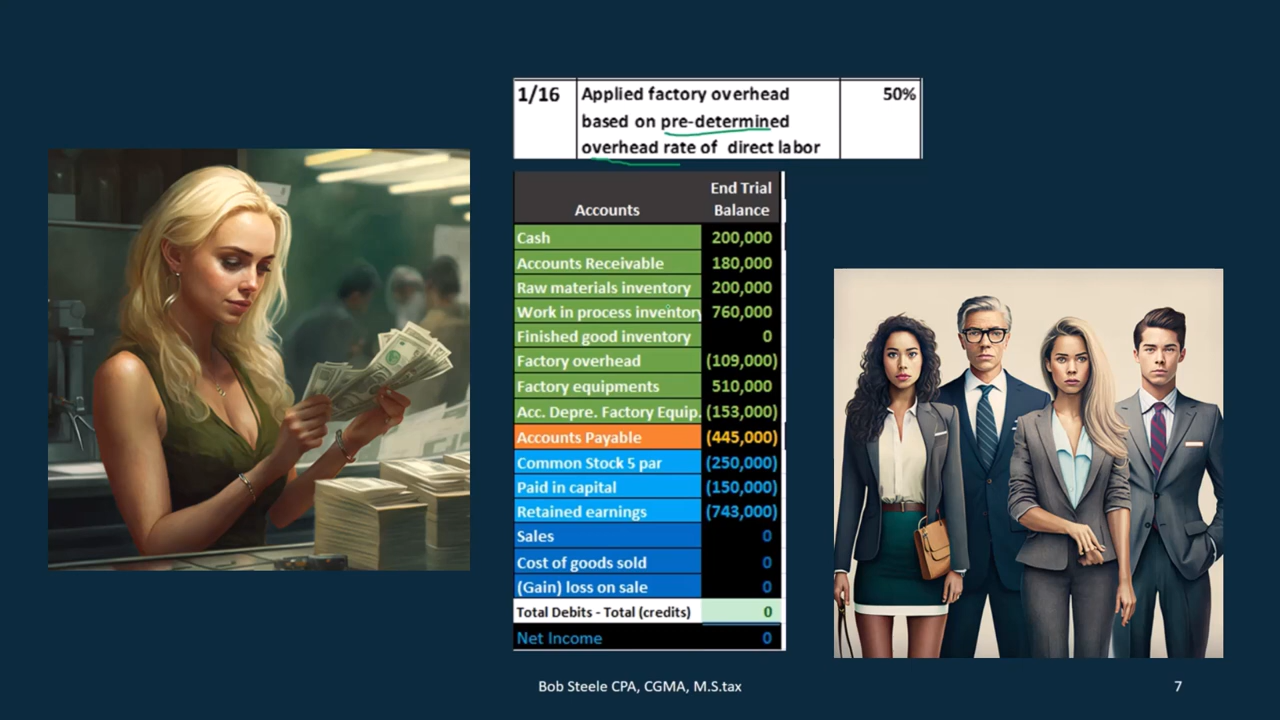 1/16 Applied factory overhead 50%
based on pre-determined
overhead rate of direct labor
End Trial
Accounts Balance
Cash 200,000
Accounts Receivable 180,000
Raw materials inventory 200,000
Work in process inventory 760,000
Finished good inventory 0
Factory overhead (109,000)
Factory equipments 510,000
Acc. Depre. Factory Equip. (153,000)
Accounts Payable (445,000)
Common Stock 5 par (250,000)
Paid in capital (150,000)
Retained earnings (743,000)
Sales 0
Cost of goods sold 0
(Gain) loss on sale 0
Total Debits - Total (credits) 0
Net Income 0
Bob Steele CPA, CGMA, M.S.tax 7